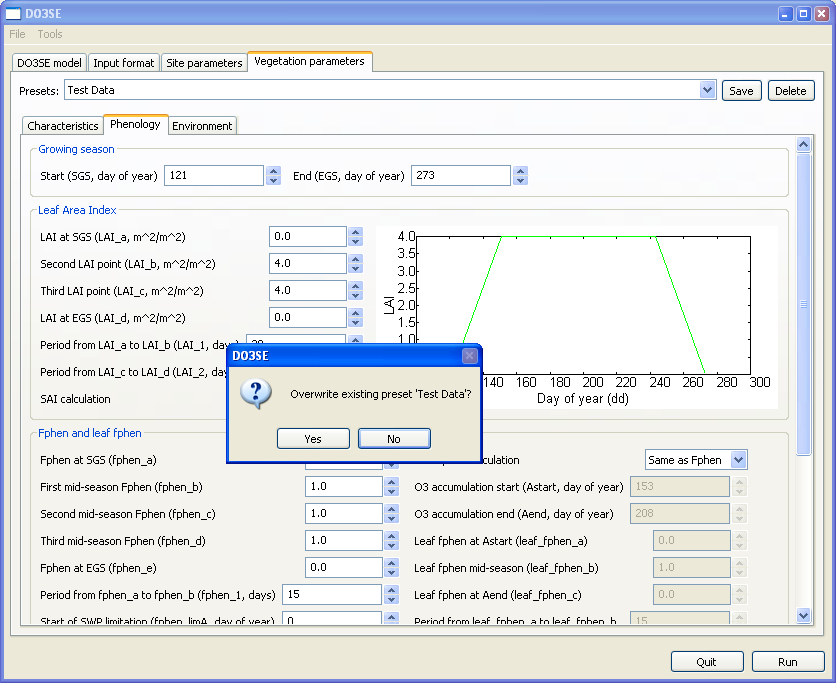 DO3SE
File Tools
DO3SE model Input format Site parameters Vegetation parameters
Presets: Test Data Save Delete
Characteristics Phenology Environment
Growing season
Start (SGS, day of year) 121 End (EGS, day of year) 273
Leaf Area Index
LAI at SGS (LAI_a, m^2/m^2) 0.0
Second LAI point (LAI_b, m^2/m^2) 4.0
Third LAI point (LAI_c, m^2/m^2) 4.0
LAI at EGS (LAI_d, m^2/m^2) 0.0
Period from LAI_a to LAI_b (LAI_1, days)
Period from LAI_c to LAI_d (LAI_2, day
SAI calculation
4.0
3.5
3.0
2.5
2.0
1.5
1.0
LAI
140 160 180 200 220 240 260 280 300
Day of year (dd)
DO3SE
Overwrite existing preset 'Test Data'?
Yes No
Fphen and leaf fphen
Fphen at SGS (fphen_a)
First mid-season Fphen (fphen_b) 1.0
Second mid-season Fphen (fphen_c) 1.0
Third mid-season Fphen (fphen_d) 1.0
Fphen at EGS (fphen_e) 0.0
Period from fphen_a to fphen_b (fphen_1, days) 15
Start of SWP limitation (fphen_limA, day of year) 0
culation Same as Fphen
O3 accumulation start (Astart, day of year) 153
O3 accumulation end (Aend, day of year) 208
Leaf fphen at Astart (leaf_fphen_a) 0.0
Leaf fphen mid-season (leaf_fphen_b) 1.0
Leaf fphen at Aend (leaf_fphen_c) 0.0
Period from leaf_fphen_a to leaf_fphen_b 15
Quit Run